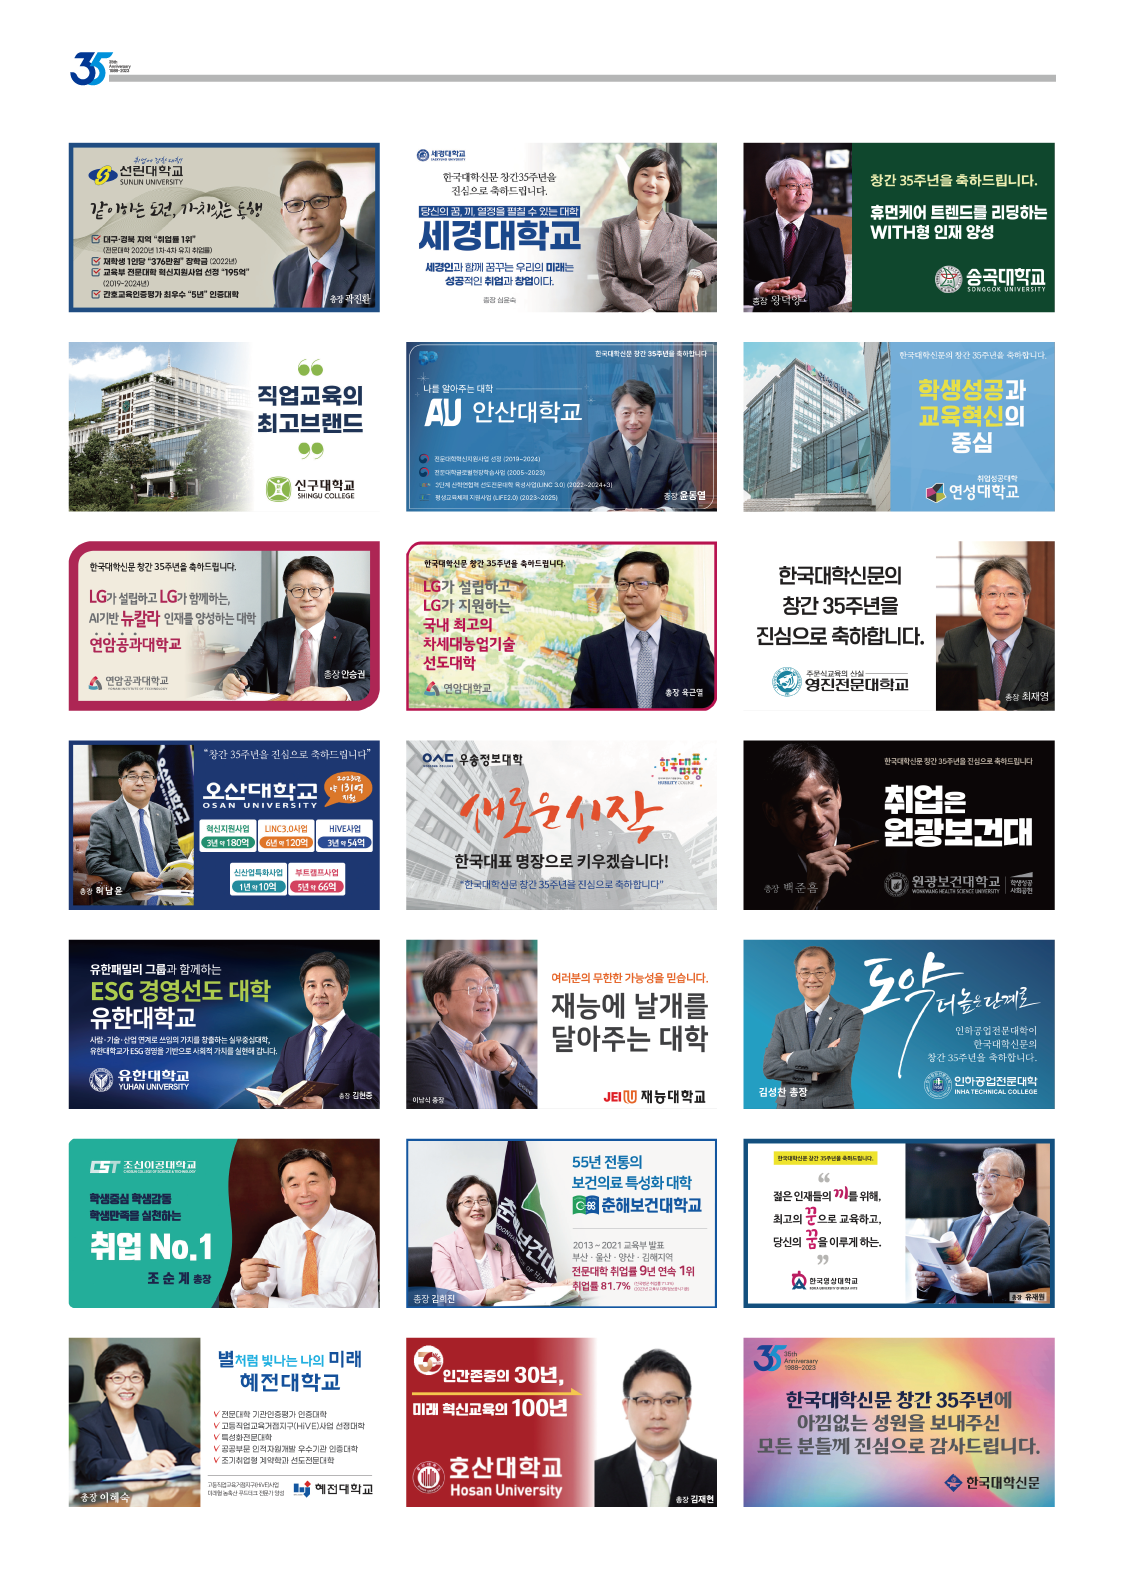 35
35th
Anniversary
1988-2023
취업에 강한 대학!
선린대학교
SUNLIN UNIVERSITY
같이하는 도전, 가치있는 동행
대구·경북 지역 "취업률 1위"
(전문대학 2020년 1차-4차 유지 취업률)
재학생 1인당 "376만원" 장학금 (2022년)
교육부 전문대학 혁신지원사업 선정 "195억"
(2019~2024년)
간호교육인증평가 최우수 "5년" 인증대학
총장 곽진환
세경대학교
한국대학신문 창간35주년을
진심으로 축하드립니다.
당신의 꿈, 끼, 열정을 펼칠 수 있는 대학
세경대학교
세경인과 함께 꿈꾸는 우리의 미래는
성공적인 취업과 창업이다.
총장 심윤숙
창간 35주년을 축하드립니다.
휴먼케어 트렌드를 리딩하는
WITH형 인재 양성
송곡대학교
SONGGOK UNIVERSITY
총장 왕덕양
직업교육의
최고브랜드
신구대학교
SHINGU COLLEGE
한국대학신문 창간 35주년을 축하합니다
나를 알아주는 대학
AU 안산대학교
전문대학혁신지원사업 선정 (2019~2024)
전문대학글로벌현장학습사업 (2005~2023)
3단계 산학연협력 선도전문대학 육성사업(LINC 3.0) (2022~2024+3)
평생교육체제 지원사업 (LiFE2.0) (2023~2025)
총장 윤동열
한국대학신문의 창간 35주년을 축하합니다.
학생성공과
교육혁신의
중심
취업성공대학
연성대학교
한국대학신문 창간 35주년을 축하드립니다.
LG가 설립하고 LG가 함께하는,
AI기반 뉴칼라 인재를 양성하는 대학
연암공과대학교
연암공과대학교
총장 안승권
한국대학신문 창간 35주년을 축하드립니다.
LG가 설립하고
LG가 지원하는
국내 최고의
차세대농업기술
선도대학
연암대학교
총장 육근열
한국대학신문의
창간 35주년을
진심으로 축하합니다.
주문식교육의 산실
영진전문대학교
총장 최재영
"창간 35주년을 진심으로 축하드립니다"
오산대학교
OSAN UNIVERSITY
2023년
약 131억
지원
혁신지원사업
3년 약 180억
LINC3.0사업
6년 약 120억
HiVE사업
3년 약 54억
신산업특화사업
1년 약 10억
부트캠프사업
5년 약 66억
총장 허남윤
우송정보대학
한국대표
명장
새로운시작
한국대표 명장으로 키우겠습니다!
"한국대학신문 창간 35주년을 진심으로 축하합니다"
한국대학신문 창간 35주년을 진심으로 축하드립니다
취업은
원광보건대
총장 백준흠
원광보건대학교
WONKWANG HEALTH SCIENCE UNIVERSITY
학생성공
사회공헌
유한패밀리 그룹과 함께하는
ESG 경영선도 대학
유한대학교
사람·기술·산업 연계로 쓰임의 가치를 창출하는 실무중심대학,
유한대학교가 ESG 경영을 기반으로 사회적 가치를 실현해 갑니다.
유한대학교
YUHAN UNIVERSITY
총장 김현중
여러분의 무한한 가능성을 믿습니다.
재능에 날개를
달아주는 대학
이남식 총장
JEIU 재능대학교
도약
더 높은 단계로
인하공업전문대학이
한국대학신문의
창간 35주년을 축하합니다.
김성찬 총장
인하공업전문대학
INHA TECHNICAL COLLEGE
CST 조선이공대학교
CHOSUN COLLEGE OF SCIENCE & TECHNOLOGY
학생중심 학생감동
학생만족을 실천하는
취업 No.1
조순계 총장
55년 전통의
보건의료 특성화 대학
춘해보건대학교
2013 ~ 2021 교육부 발표
부산·울산·양산·김해지역
전문대학 취업률 9년 연속 1위
취업률 81.7%
총장 김희진
한국대학신문 창간 35주년을 축하드립니다.
젊은 인재들의 끼를 위해,
최고의 꾼으로 교육하고,
당신의 꿈을 이루게 하는.
한국영상대학교
KOREA UNIVERSITY OF MEDIA ARTS
총장 유재원
별처럼 빛나는 나의 미래
혜전대학교
전문대학 기관인증평가 인증대학
고등직업교육거점지구(HiVE)사업 선정대학
특성화전문대학
공공부문 인적자원개발 우수기관 인증대학
조기취업형 계약학과 선도전문대학
고등직업교육거점지구(HiVE)사업
미래형 농축산 푸드테크 전문가 양성
혜전대학교
총장 이혜숙
30
인간존중의 30년,
미래 혁신교육의 100년
호산대학교
Hosan University
총장 김재현
35
35th
Anniversary
1988-2023
한국대학신문 창간 35주년에
아낌없는 성원을 보내주신
모든 분들께 진심으로 감사드립니다.
한국대학신문